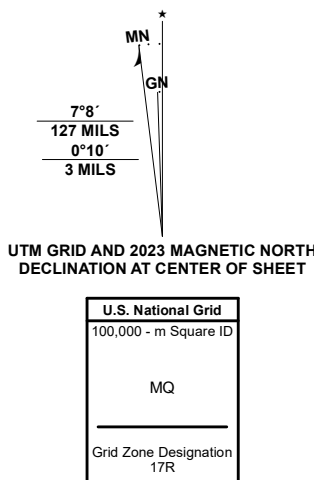 ★
MN
GN
7°8´
127 MILS
0°10´
3 MILS
UTM GRID AND 2023 MAGNETIC NORTH
DECLINATION AT CENTER OF SHEET
U.S. National Grid
100,000 - m Square ID
MQ
Grid Zone Designation
17R